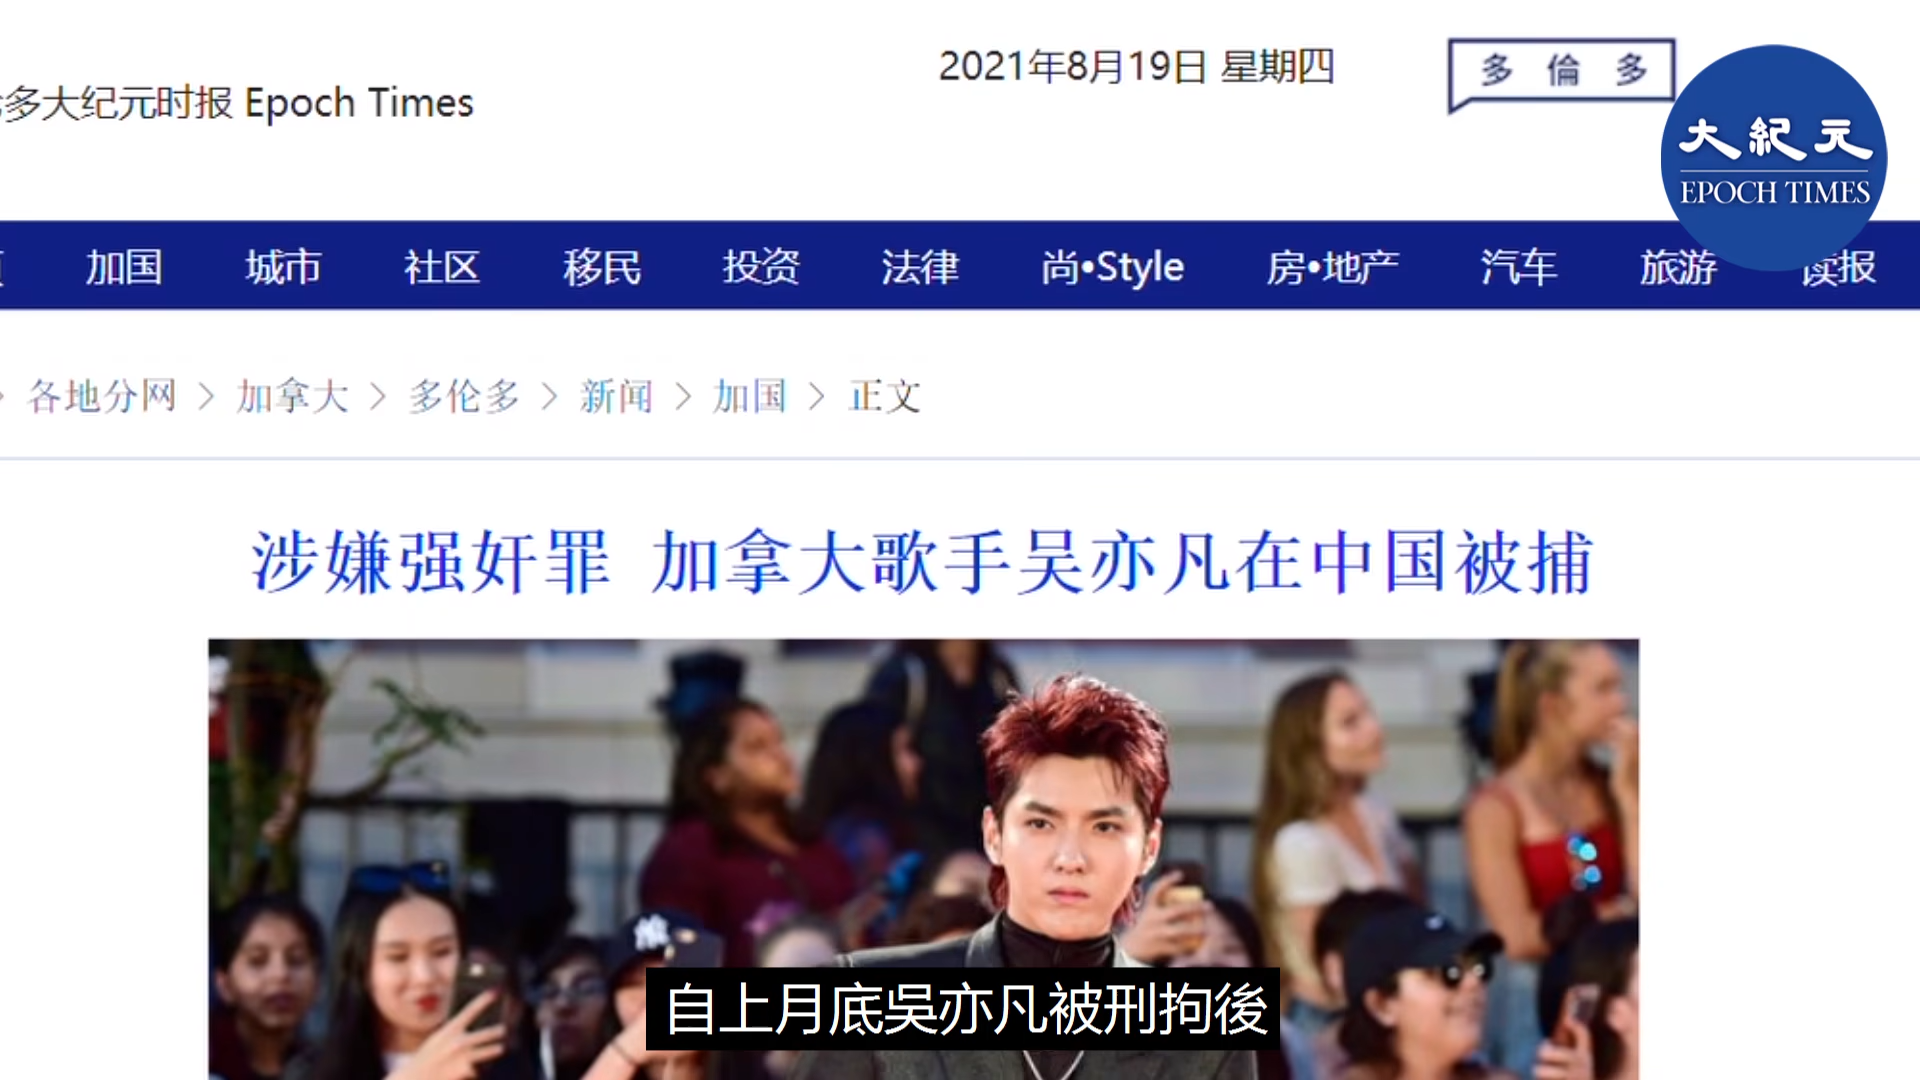 2021年8月19日 星期四
多 倫 多
多大纪元时报 Epoch Times
大紀元
EPOCH TIMES
加国 城市 社区 移民 投资 法律 尚•Style 房•地产 汽车 旅游 读报
> 各地分网 > 加拿大 > 多伦多 > 新闻 > 加国 > 正文
涉嫌强奸罪 加拿大歌手吴亦凡在中国被捕
自上月底吳亦凡被刑拘後